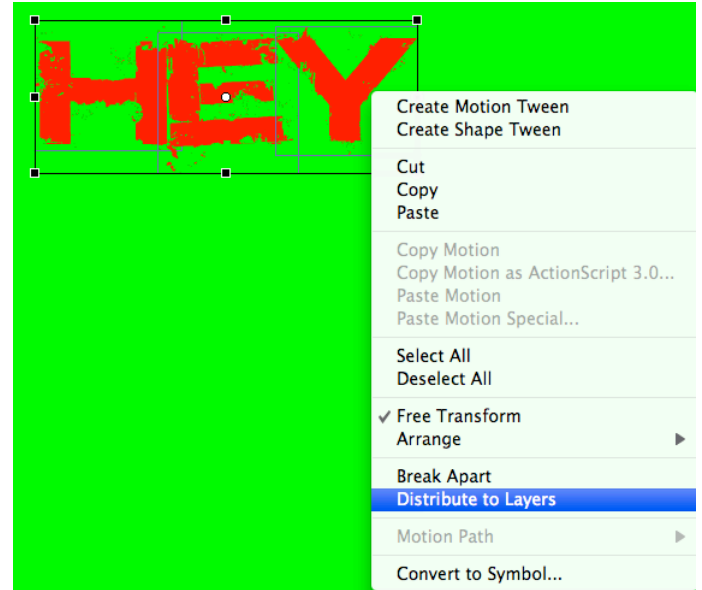 HEY
Create Motion Tween
Create Shape Tween
Cut
Copy
Paste
Copy Motion
Copy Motion as ActionScript 3.0...
Paste Motion
Paste Motion Special...
Select All
Deselect All
Free Transform
Arrange
Break Apart
Distribute to Layers
Motion Path
Convert to Symbol...